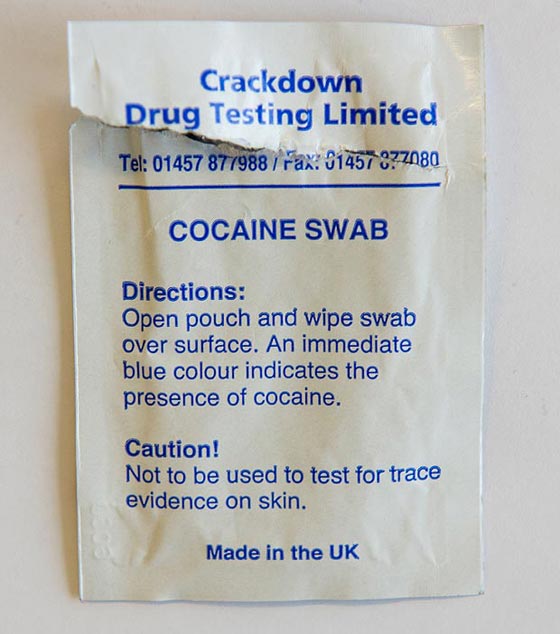 Crackdown
Drug Testing Limited
Tel: 01457 877988 / Fax: 01457 877080
COCAINE SWAB
Directions:
Open pouch and wipe swab
over surface. An immediate
blue colour indicates the
presence of cocaine.
Caution!
Not to be used to test for trace
evidence on skin.
Made in the UK